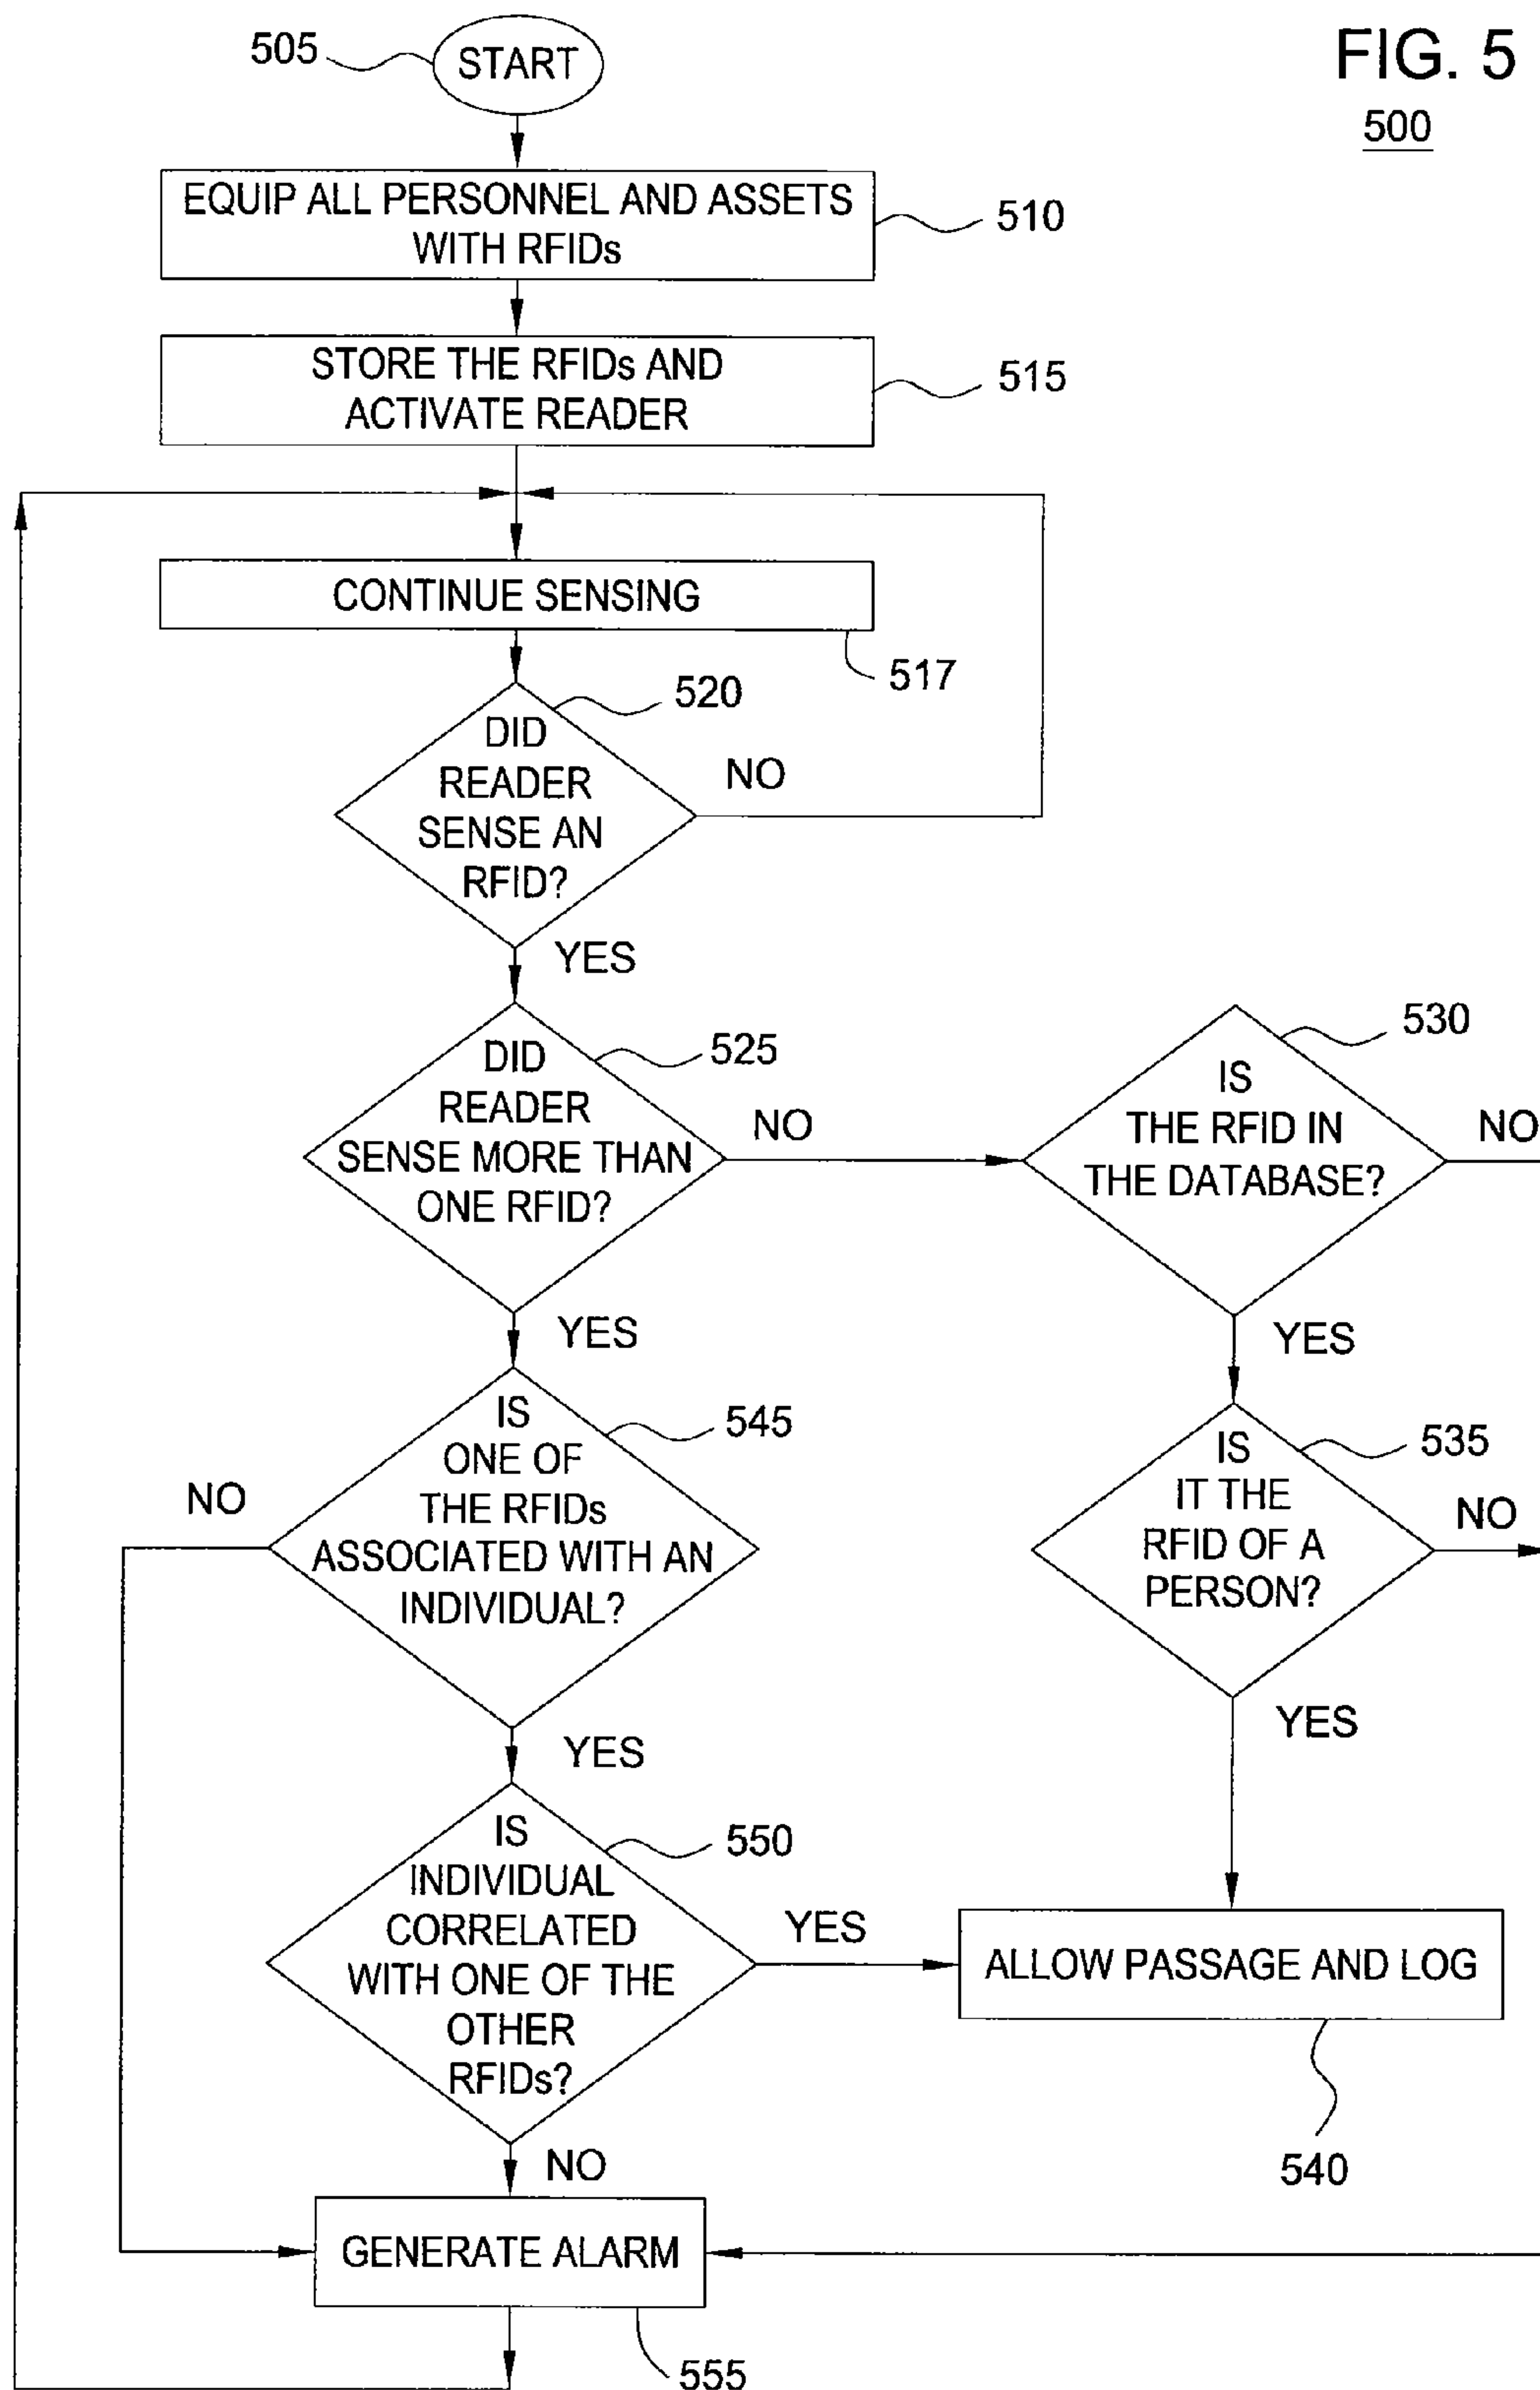 FIG. 5
500
505
START
EQUIP ALL PERSONNEL AND ASSETS
WITH RFIDs
510
STORE THE RFIDs AND
ACTIVATE READER
515
CONTINUE SENSING
517
520
DID
READER
SENSE AN
RFID?
NO
YES
525
DID
READER
SENSE MORE THAN
ONE RFID?
NO
530
IS
THE RFID IN
THE DATABASE?
NO
YES
YES
545
IS
ONE OF
THE RFIDs
ASSOCIATED WITH AN
INDIVIDUAL?
NO
535
IS
IT THE
RFID OF A
PERSON?
NO
YES
YES
550
IS
INDIVIDUAL
CORRELATED
WITH ONE OF THE
OTHER
RFIDs?
YES
ALLOW PASSAGE AND LOG
540
NO
GENERATE ALARM
555